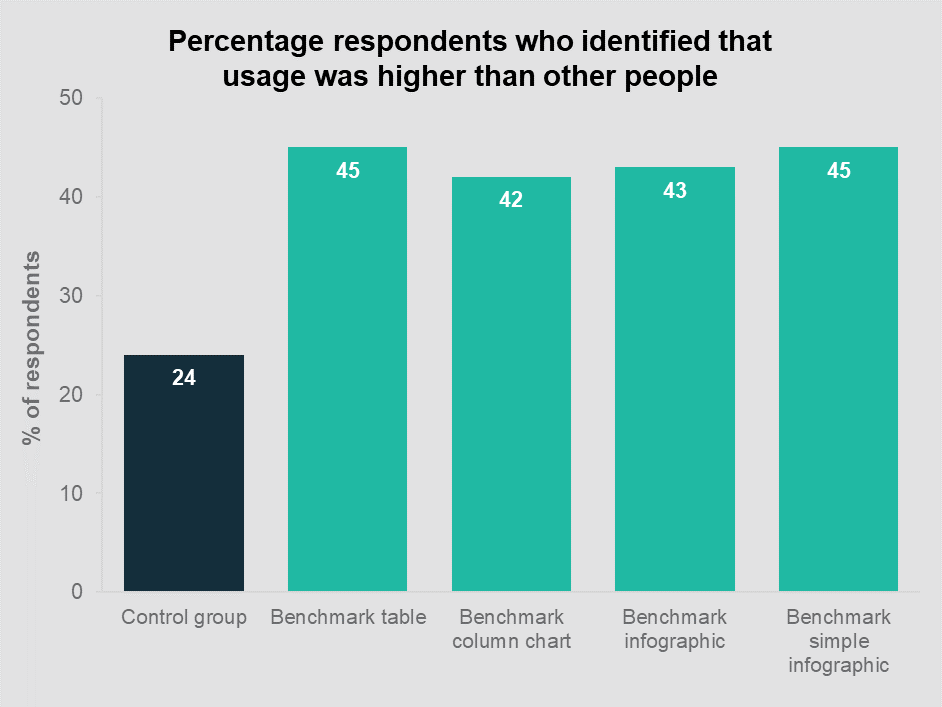 Percentage respondents who identified that
usage was higher than other people
50
40
30
20
10
0
% of respondents
24
45
42
43
45
Control group
Benchmark table
Benchmark
column chart
Benchmark
infographic
Benchmark
simple
infographic